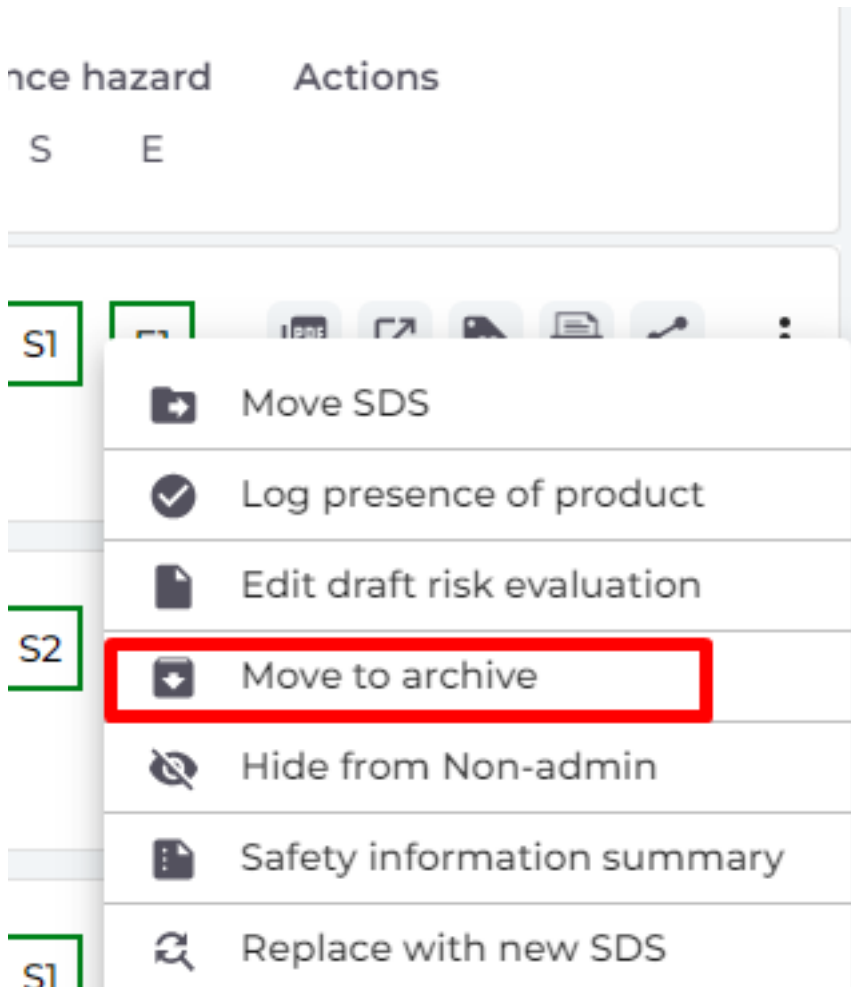 nce hazard Actions
S E
S1
PDF
Move SDS
Log presence of product
Edit draft risk evaluation
S2
Move to archive
Hide from Non-admin
Safety information summary
Replace with new SDS
S1